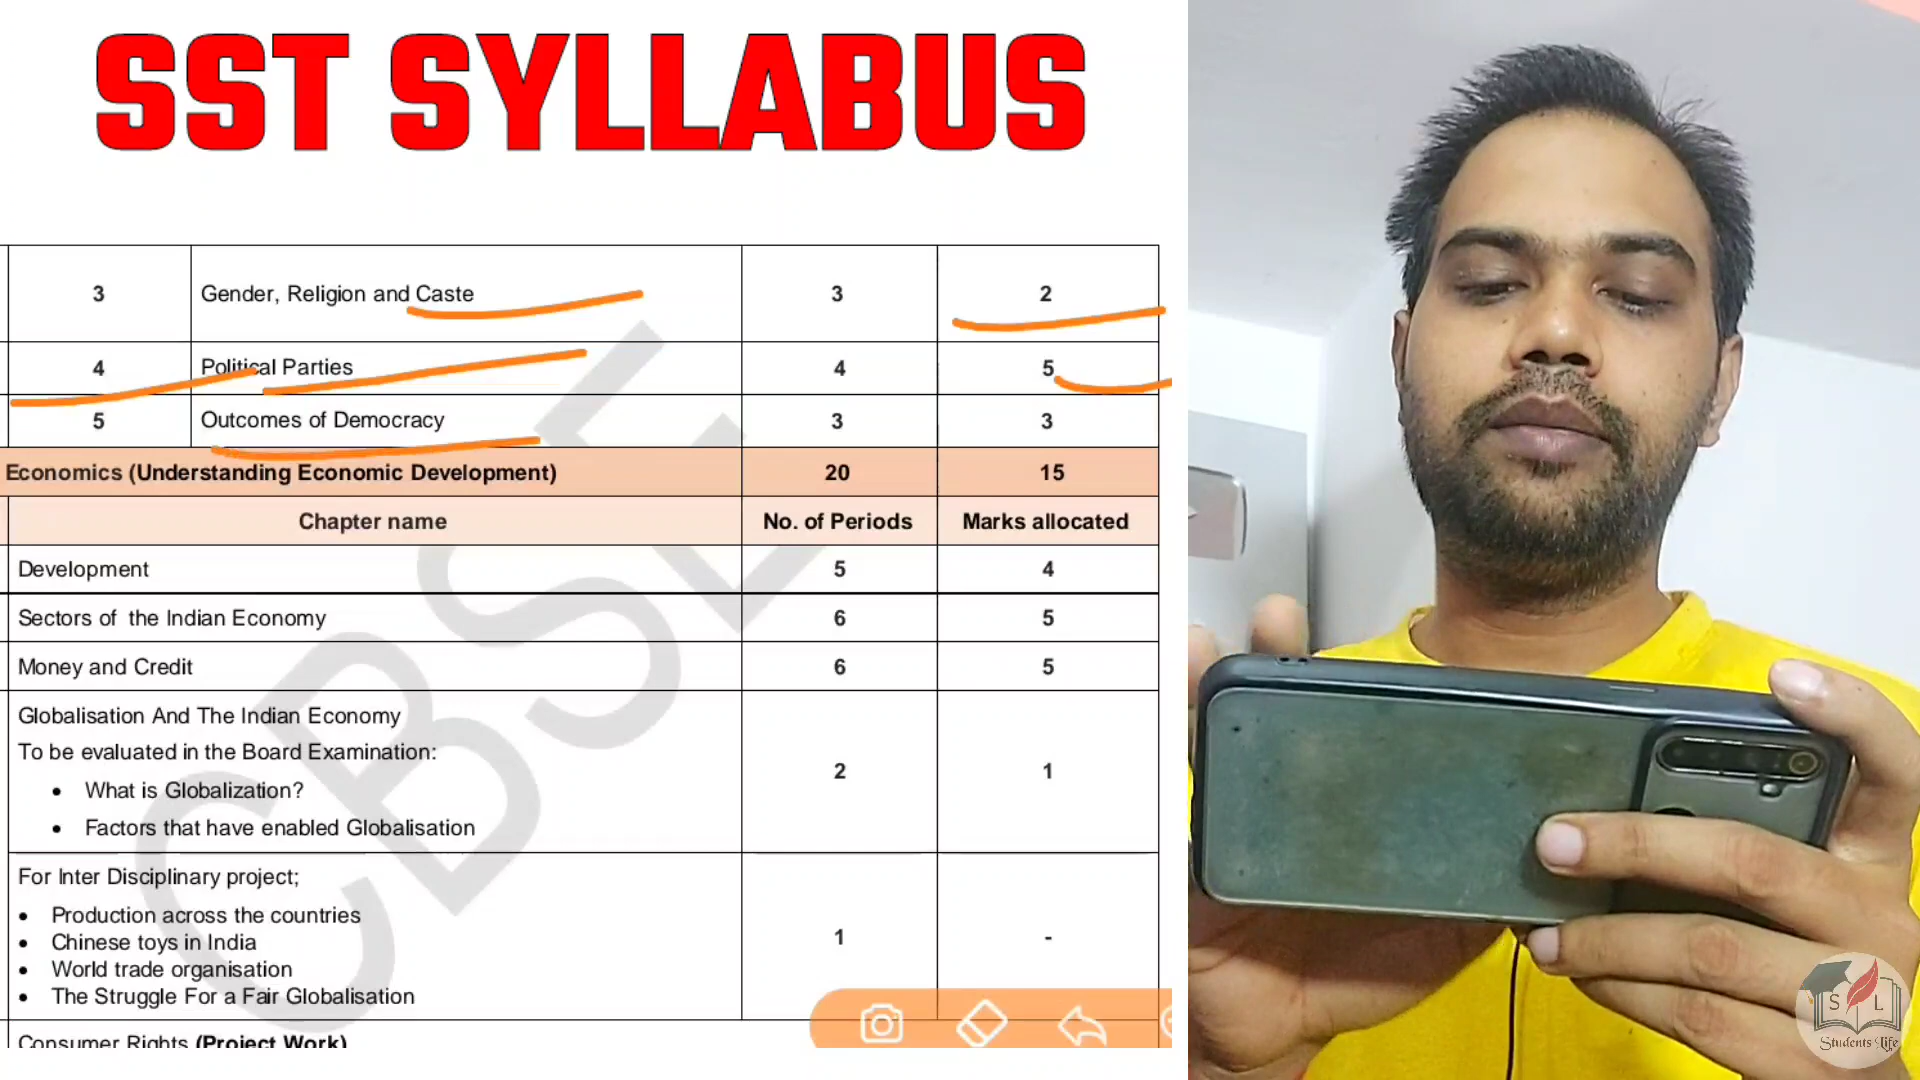 SST SYLLABUS
3 Gender, Religion and Caste 3 2
4 Political Parties 4 5
5 Outcomes of Democracy 3 3
Economics (Understanding Economic Development) 20 15
Chapter name No. of Periods Marks allocated
Development 5 4
Sectors of the Indian Economy 6 5
Money and Credit 6 5
Globalisation And The Indian Economy
To be evaluated in the Board Examination:
• What is Globalization?
• Factors that have enabled Globalisation
2 1
For Inter Disciplinary project;
• Production across the countries
• Chinese toys in India
• World trade organisation
• The Struggle For a Fair Globalisation
1 -
Consumer Rights (Project Work)
CBSE
S L
Students Life